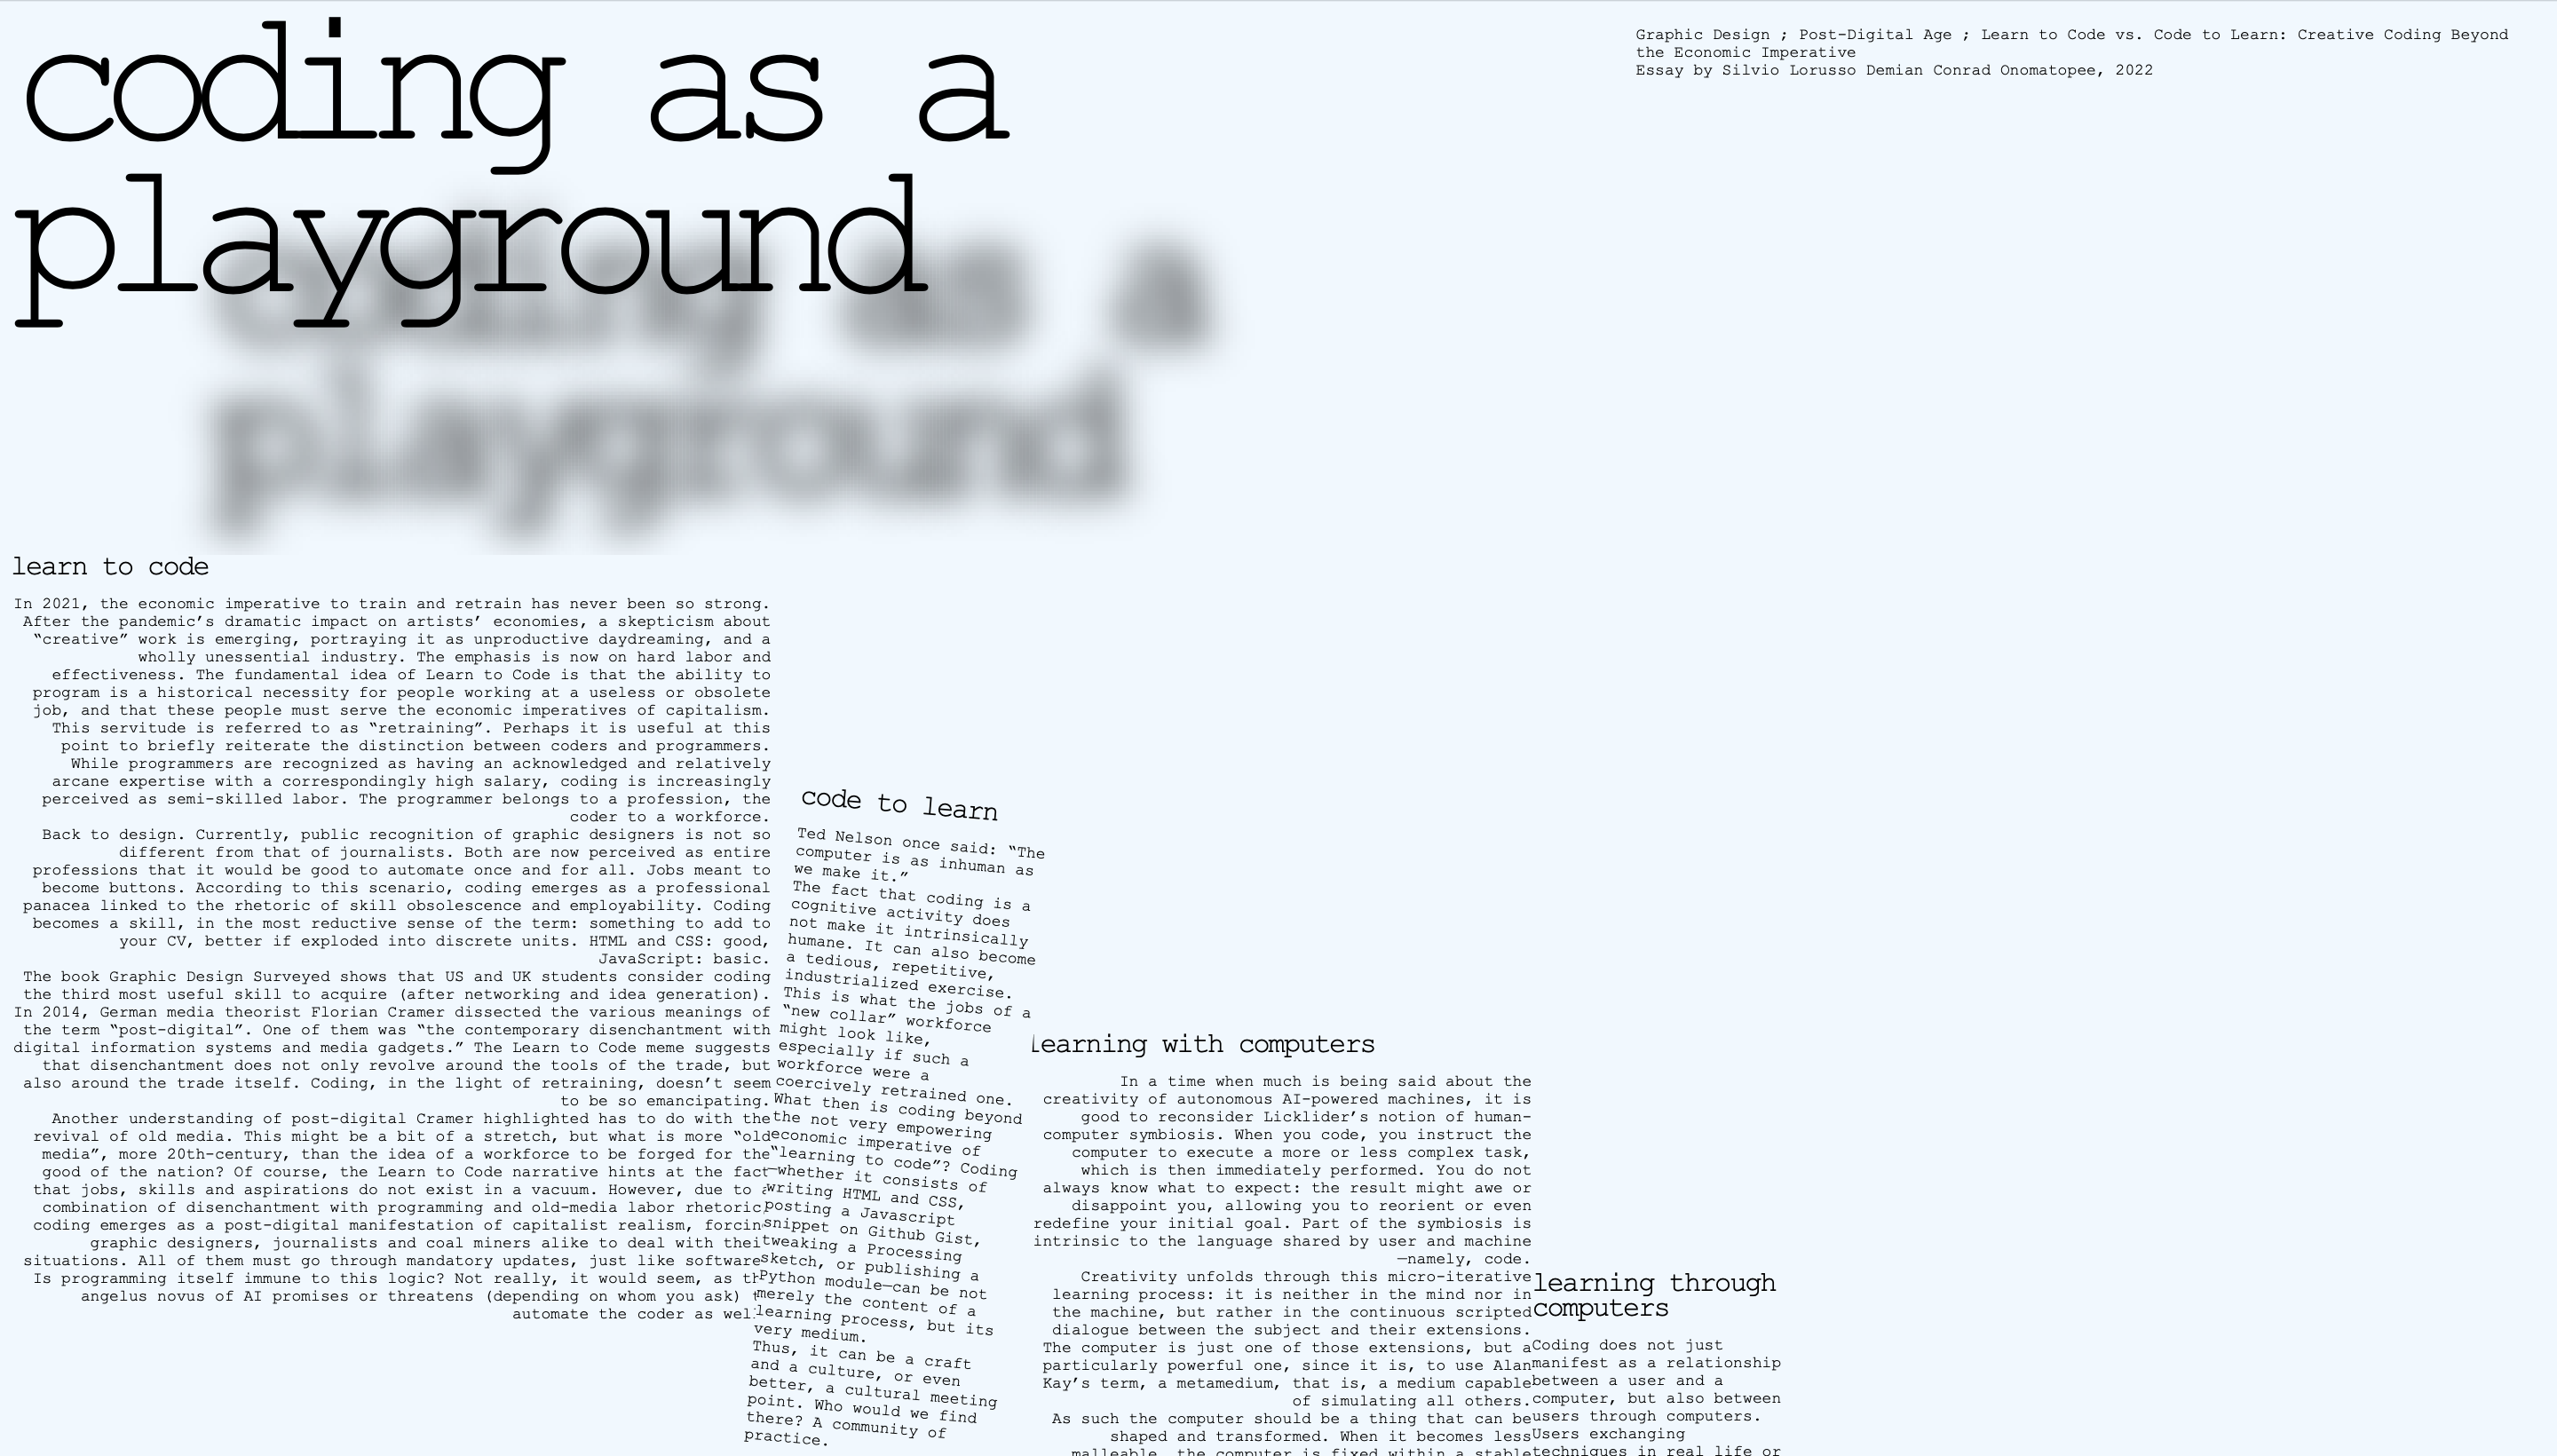 coding as a
playground
coding as a
playground
Graphic Design ; Post-Digital Age ; Learn to Code vs. Code to Learn: Creative Coding Beyond
the Economic Imperative
Essay by Silvio Lorusso Demian Conrad Onomatopee, 2022
learn to code
In 2021, the economic imperative to train and retrain has never been so strong.
After the pandemic’s dramatic impact on artists’ economies, a skepticism about
“creative” work is emerging, portraying it as unproductive daydreaming, and a
wholly unessential industry. The emphasis is now on hard labor and
effectiveness. The fundamental idea of Learn to Code is that the ability to
program is a historical necessity for people working at a useless or obsolete
job, and that these people must serve the economic imperatives of capitalism.
This servitude is referred to as “retraining”. Perhaps it is useful at this
point to briefly reiterate the distinction between coders and programmers.
While programmers are recognized as having an acknowledged and relatively
arcane expertise with a correspondingly high salary, coding is increasingly
perceived as semi-skilled labor. The programmer belongs to a profession, the
coder to a workforce.
Back to design. Currently, public recognition of graphic designers is not so
different from that of journalists. Both are now perceived as entire
professions that it would be good to automate once and for all. Jobs meant to
become buttons. According to this scenario, coding emerges as a professional
panacea linked to the rhetoric of skill obsolescence and employability. Coding
becomes a skill, in the most reductive sense of the term: something to add to
your CV, better if exploded into discrete units. HTML and CSS: good,
JavaScript: basic.
The book Graphic Design Surveyed shows that US and UK students consider coding
the third most useful skill to acquire (after networking and idea generation).
In 2014, German media theorist Florian Cramer dissected the various meanings of
the term “post-digital”. One of them was “the contemporary disenchantment with
digital information systems and media gadgets.” The Learn to Code meme suggests
that disenchantment does not only revolve around the tools of the trade, but
also around the trade itself. Coding, in the light of retraining, doesn’t seem
to be so emancipating.
Another understanding of post-digital Cramer highlighted has to do with the
revival of old media. This might be a bit of a stretch, but what is more “old
media”, more 20th-century, than the idea of a workforce to be forged for the
good of the nation? Of course, the Learn to Code narrative hints at the fact
that jobs, skills and aspirations do not exist in a vacuum. However, due to
combination of disenchantment with programming and old-media labor rhetoric
coding emerges as a post-digital manifestation of capitalist realism, forcin
graphic designers, journalists and coal miners alike to deal with thei
situations. All of them must go through mandatory updates, just like software
Is programming itself immune to this logic? Not really, it would seem, as th
angelus novus of AI promises or threatens (depending on whom you ask)
automate the coder as wel
code to learn
Ted Nelson once said: “The
computer is as inhuman as
we make it.”
The fact that coding is a
cognitive activity does
not make it intrinsically
humane. It can also become
a tedious, repetitive,
industrialized exercise.
This is what the jobs of a
“new collar” workforce
might look like,
especially if such a
workforce were a
coercively retrained one.
What then is coding beyond
the not very empowering
economic imperative of
“learning to code”? Coding
—whether it consists of
writing HTML and CSS,
posting a Javascript
snippet on Github Gist,
tweaking a Processing
sketch, or publishing a
Python module—can be not
merely the content of a
learning process, but its
very medium.
Thus, it can be a craft
and a culture, or even
better, a cultural meeting
point. Who would we find
there? A community of
practice.
learning with computers
In a time when much is being said about the
creativity of autonomous AI-powered machines, it is
good to reconsider Licklider’s notion of human-
computer symbiosis. When you code, you instruct the
computer to execute a more or less complex task,
which is then immediately performed. You do not
always know what to expect: the result might awe or
disappoint you, allowing you to reorient or even
redefine your initial goal. Part of the symbiosis is
intrinsic to the language shared by user and machine
—namely, code.
Creativity unfolds through this micro-iterative
learning process: it is neither in the mind nor in
the machine, but rather in the continuous scripted
dialogue between the subject and their extensions.
The computer is just one of those extensions, but a
particularly powerful one, since it is, to use Alan
Kay’s term, a metamedium, that is, a medium capable
of simulating all others.
As such the computer should be a thing that can be
shaped and transformed. When it becomes less
malleable, the computer is fixed within a stable
learning through
computers
Coding does not just
manifest as a relationship
between a user and a
computer, but also between
users through computers.
Users exchanging
techniques in real life or